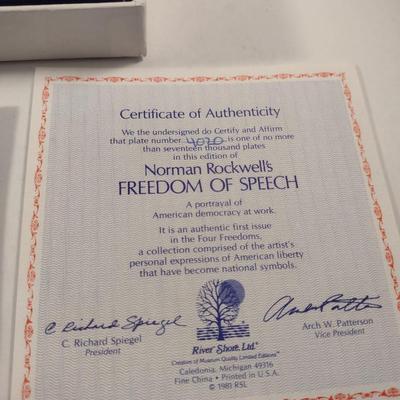 Certificate of Authenticity
We the undersigned do Certify and Affirm
that plate number 4020 is one of no more
than seventeen thousand plates
in this edition of
Norman Rockwell's
FREEDOM OF SPEECH
A portrayal of
American democracy at work.
It is an authentic first issue
in the Four Freedoms,
a collection comprised of the artist's
personal expressions of American liberty
that have become national symbols.
C Richard Spiegel
C. Richard Spiegel
President
Arch W. Patterson
Vice President
River Shore, Ltd.®
Creators of Museum Quality Limited Editions™
Caledonia, Michigan 49316
Fine China • Printed in U.S.A.
© 1981 RSL